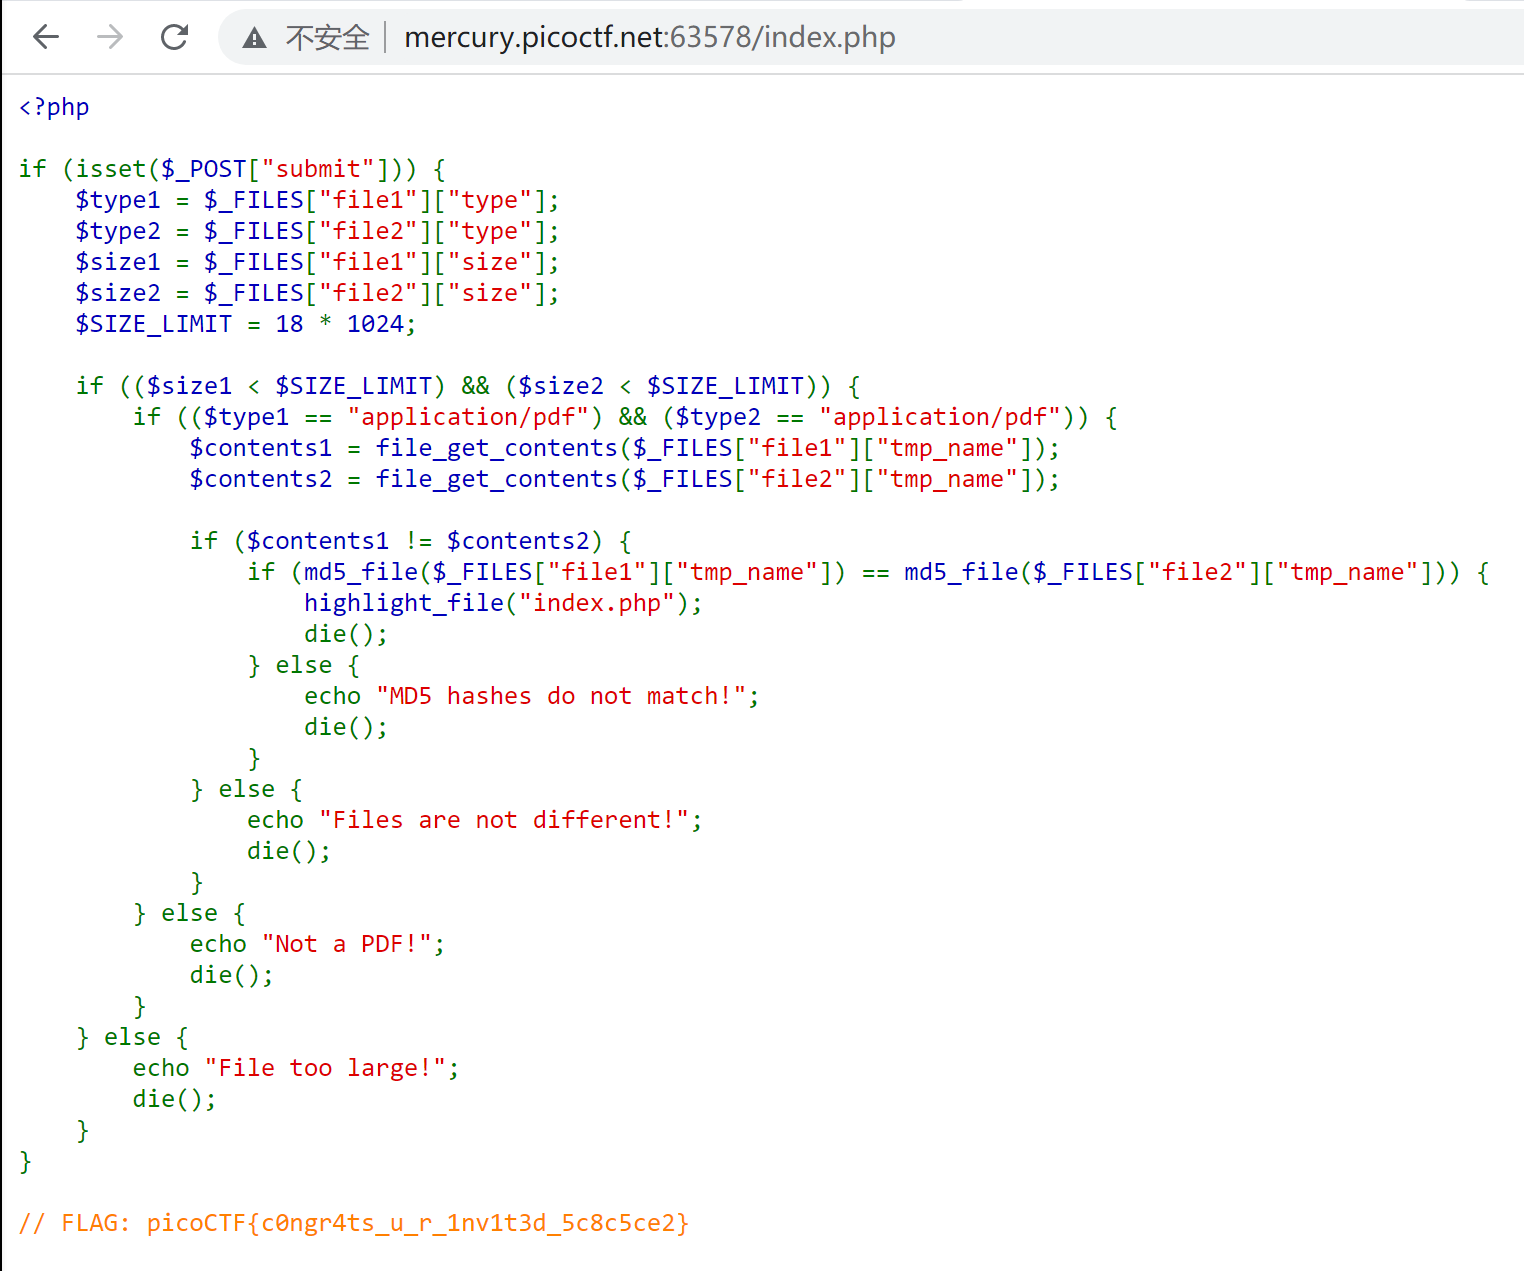 不安全 mercury.picoctf.net:63578/index.php
<?php
if (isset($_POST["submit"])) {
    $type1 = $_FILES["file1"]["type"];
    $type2 = $_FILES["file2"]["type"];
    $size1 = $_FILES["file1"]["size"];
    $size2 = $_FILES["file2"]["size"];
    $SIZE_LIMIT = 18 * 1024;
    if (($size1 < $SIZE_LIMIT) && ($size2 < $SIZE_LIMIT)) {
        if (($type1 == "application/pdf") && ($type2 == "application/pdf")) {
            $contents1 = file_get_contents($_FILES["file1"]["tmp_name"]);
            $contents2 = file_get_contents($_FILES["file2"]["tmp_name"]);
            if ($contents1 != $contents2) {
                if (md5_file($_FILES["file1"]["tmp_name"]) == md5_file($_FILES["file2"]["tmp_name"])) {
                    highlight_file("index.php");
                    die();
                } else {
                    echo "MD5 hashes do not match!";
                    die();
                }
            } else {
                echo "Files are not different!";
                die();
            }
        } else {
            echo "Not a PDF!";
            die();
        }
    } else {
        echo "File too large!";
        die();
    }
}
// FLAG: picoCTF{c0ngr4ts_u_r_1nv1t3d_5c8c5ce2}